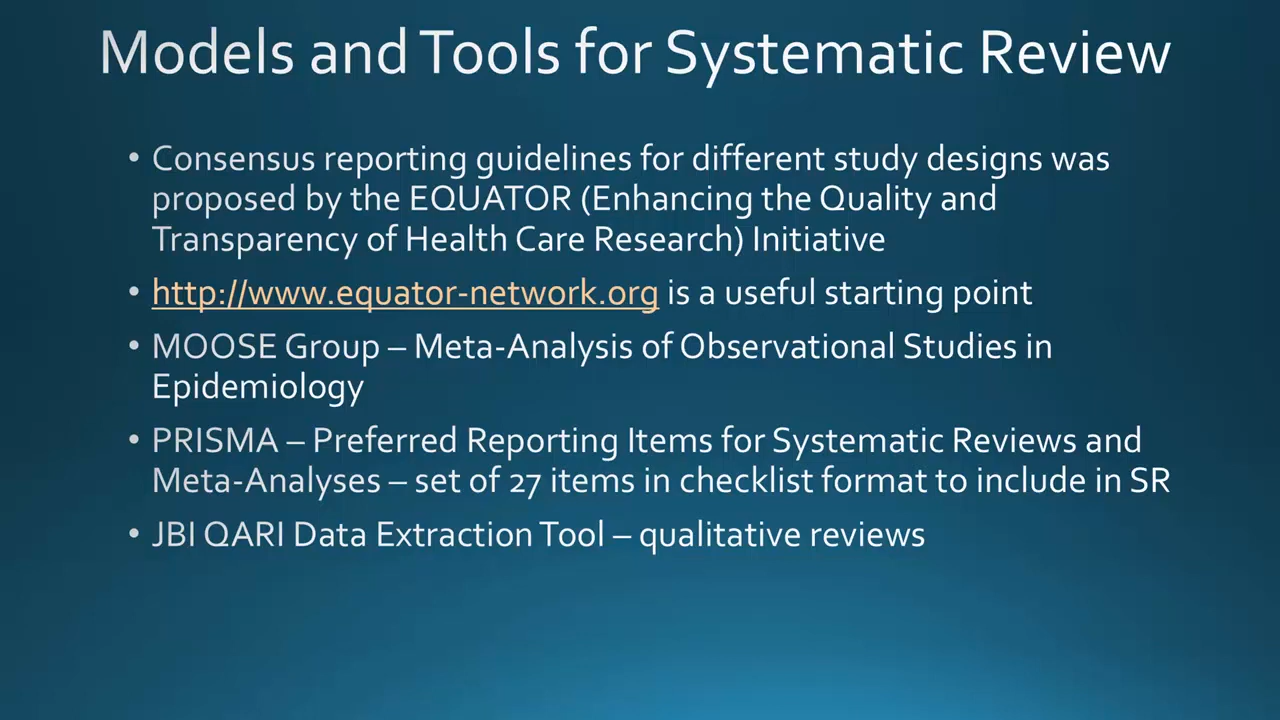 Models and Tools for Systematic Review
• Consensus reporting guidelines for different study designs was
proposed by the EQUATOR (Enhancing the Quality and
Transparency of Health Care Research) Initiative
• http://www.equator-network.org is a useful starting point
• MOOSE Group – Meta-Analysis of Observational Studies in
Epidemiology
• PRISMA – Preferred Reporting Items for Systematic Reviews and
Meta-Analyses – set of 27 items in checklist format to include in SR
• JBI QARI Data Extraction Tool – qualitative reviews